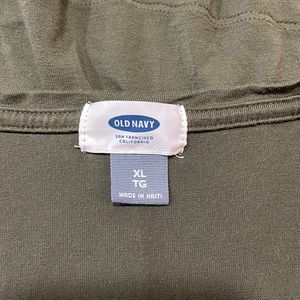 OLD NAVY
SAN FRANCISCO
CALIFORNIA
XL
TG
MADE IN HAITI